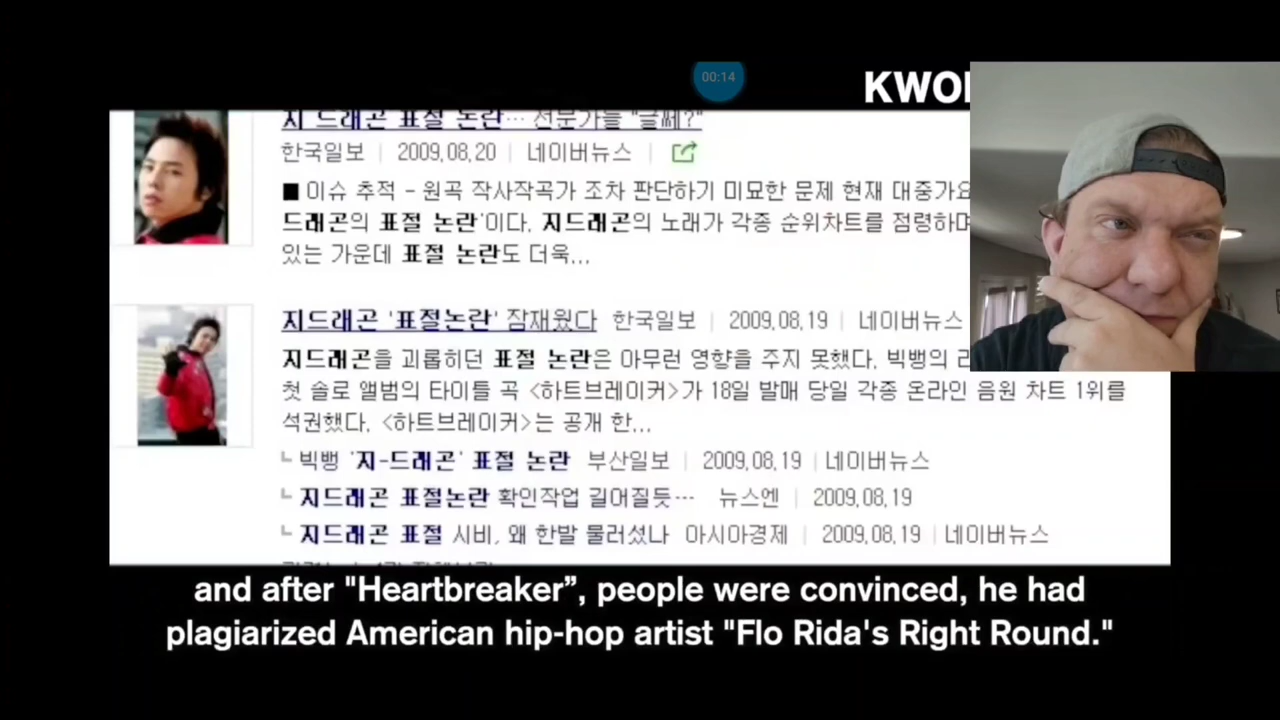 00:14
KWO
지 드래곤 표절 논란… 전문가들 "글쎄?"
한국일보 | 2009.08.20 | 네이버뉴스 |
■ 이슈 추적 - 원곡 작사작곡가 조차 판단하기 미묘한 문제 현재 대중가요
드래곤의 표절 논란'이다. 지드래곤의 노래가 각종 순위차트를 점령하며
있는 가운데 표절 논란도 더욱...
지드래곤 '표절논란' 잠재웠다 한국일보 | 2009.08.19 | 네이버뉴스
지드래곤을 괴롭히던 표절 논란은 아무런 영향을 주지 못했다. 빅뱅의
첫 솔로 앨범의 타이틀 곡 <하트브레이커>가 18일 발매 당일 각종 온라인 음원 차트 1위를
석권했다. <하트브레이커>는 공개 한...
빅뱅 '지-드래곤' 표절 논란 부산일보 | 2009.08.19 | 네이버뉴스
지드래곤 표절논란 확인작업 길어질듯… 뉴스엔 | 2009.08.19
지드래곤 표절 시비, 왜 한발 물러섰나 아시아경제 | 2009.08.19 | 네이버뉴스
and after "Heartbreaker”, people were convinced, he had
plagiarized American hip-hop artist "Flo Rida's Right Round."